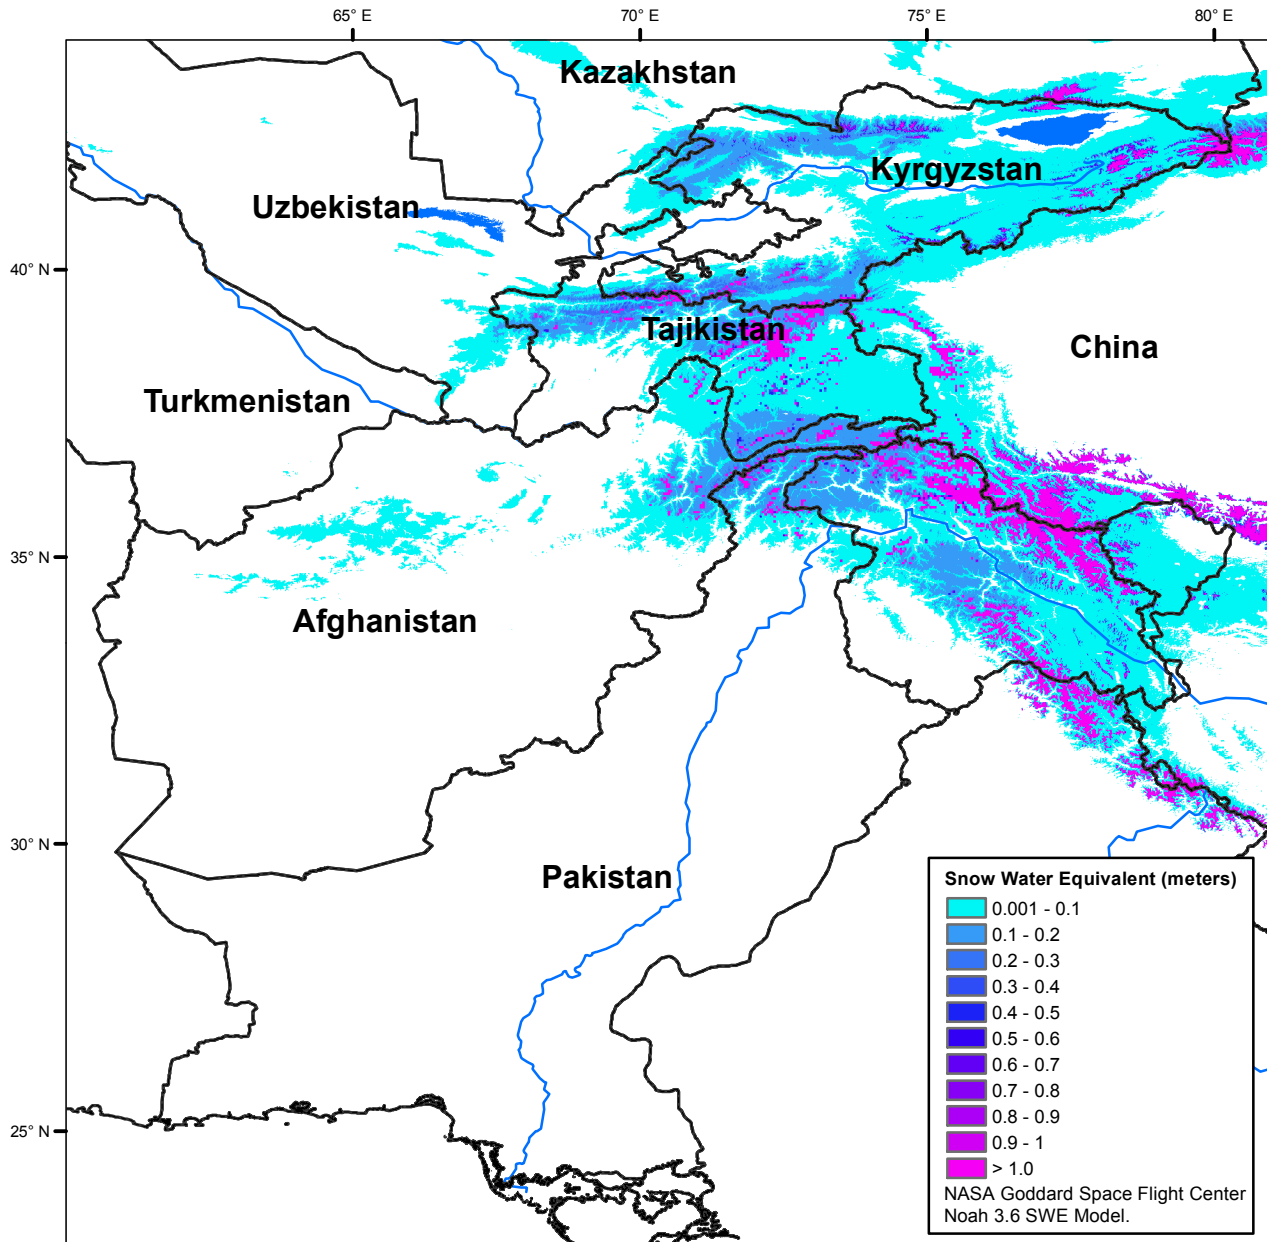 65° E 70° E 75° E 80° E
Kazakhstan
Kyrgyzstan
Uzbekistan
40° N
Tajikistan
China
Turkmenistan
35° N
Afghanistan
30° N
Pakistan
Snow Water Equivalent (meters)
0.001 - 0.1
0.1 - 0.2
0.2 - 0.3
0.3 - 0.4
0.4 - 0.5
0.5 - 0.6
0.6 - 0.7
0.7 - 0.8
0.8 - 0.9
0.9 - 1
> 1.0
NASA Goddard Space Flight Center
Noah 3.6 SWE Model.
25° N